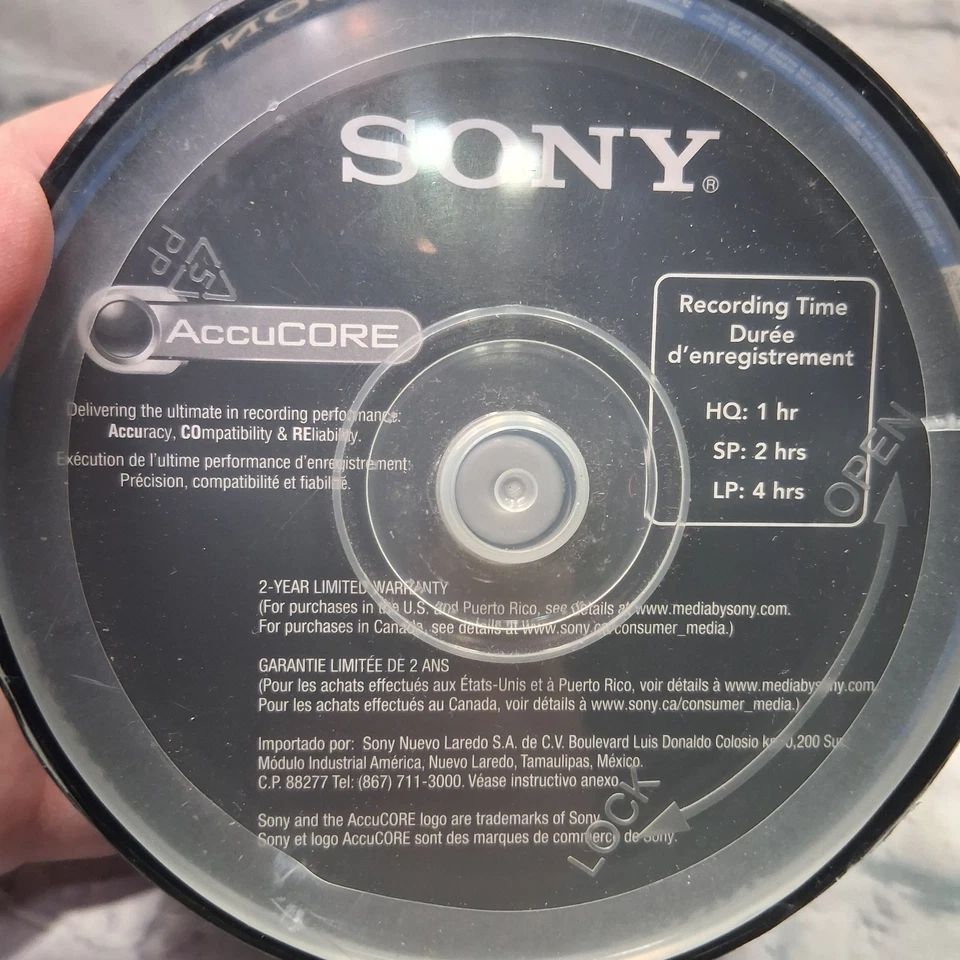 SONY
SONY®
5
PP
AccuCORE
Delivering the ultimate in recording performance:
Accuracy, COmpatibility & REliability.
Exécution de l'ultime performance d'enregistrement:
Précision, compatibilité et fiabilité.
Recording Time
Durée
d'enregistrement
HQ: 1 hr
SP: 2 hrs
LP: 4 hrs
OPEN
2-YEAR LIMITED WARRANTY
(For purchases in the U.S. and Puerto Rico, see details at www.mediabysony.com.
For purchases in Canada, see details at www.sony.ca/consumer_media.)
GARANTIE LIMITÉE DE 2 ANS
(Pour les achats effectués aux États-Unis et à Puerto Rico, voir détails à www.mediabysony.com
Pour les achats effectués au Canada, voir détails à www.sony.ca/consumer_media.)
Importado por: Sony Nuevo Laredo S.A. de C.V. Boulevard Luis Donaldo Colosio Sur
Módulo Industrial América, Nuevo Laredo, Tamaulipas, México.
C.P. 88277 Tel: (867) 711-3000. Véase instructivo anexo.
LOCK
Sony and the AccuCORE logo are trademarks of Sony.
Sony et logo AccuCORE sont des marques de commerce de Sony.